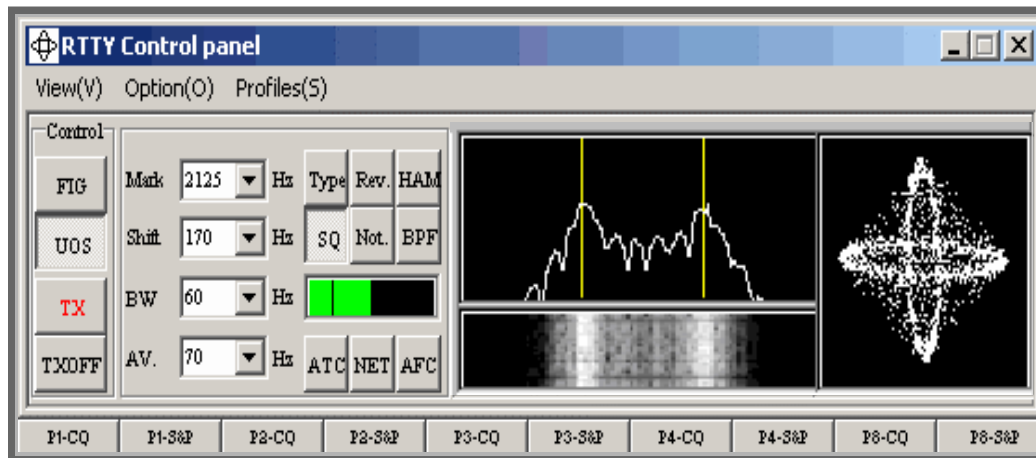 RTTY Control panel
View(V) Option(O) Profiles(S)
Control
FIG
UOS
TX
TXOFF
Mark 2125 Hz
Shift 170 Hz
BW 60 Hz
AV. 70 Hz
Type Rev. HAM
SQ Not. BPF
ATC NET AFC
P1-CQ P1-S&P P2-CQ P2-S&P P3-CQ P3-S&P P4-CQ P4-S&P P8-CQ P8-S&P